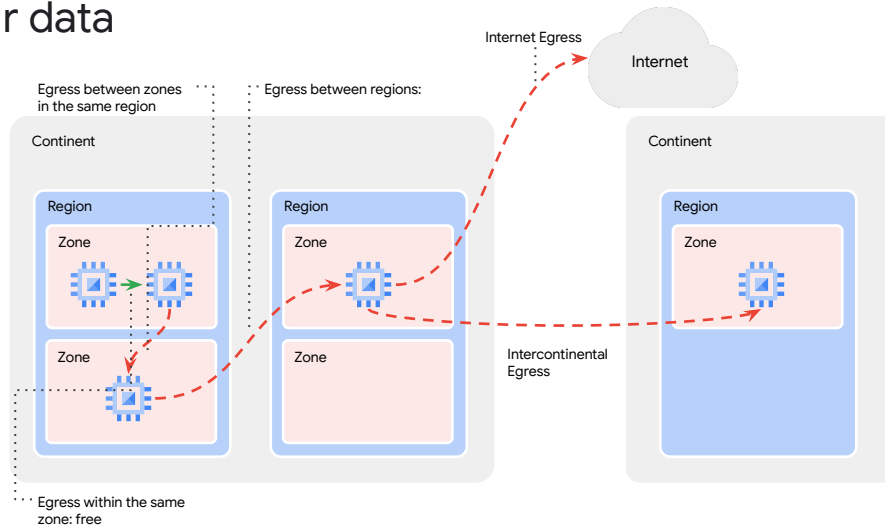 r data
Internet Egress
Internet
Egress between zones
in the same region
Egress between regions:
Continent
Continent
Region
Region
Region
Zone
Zone
Zone
Zone
Zone
Intercontinental
Egress
Egress within the same
zone: free